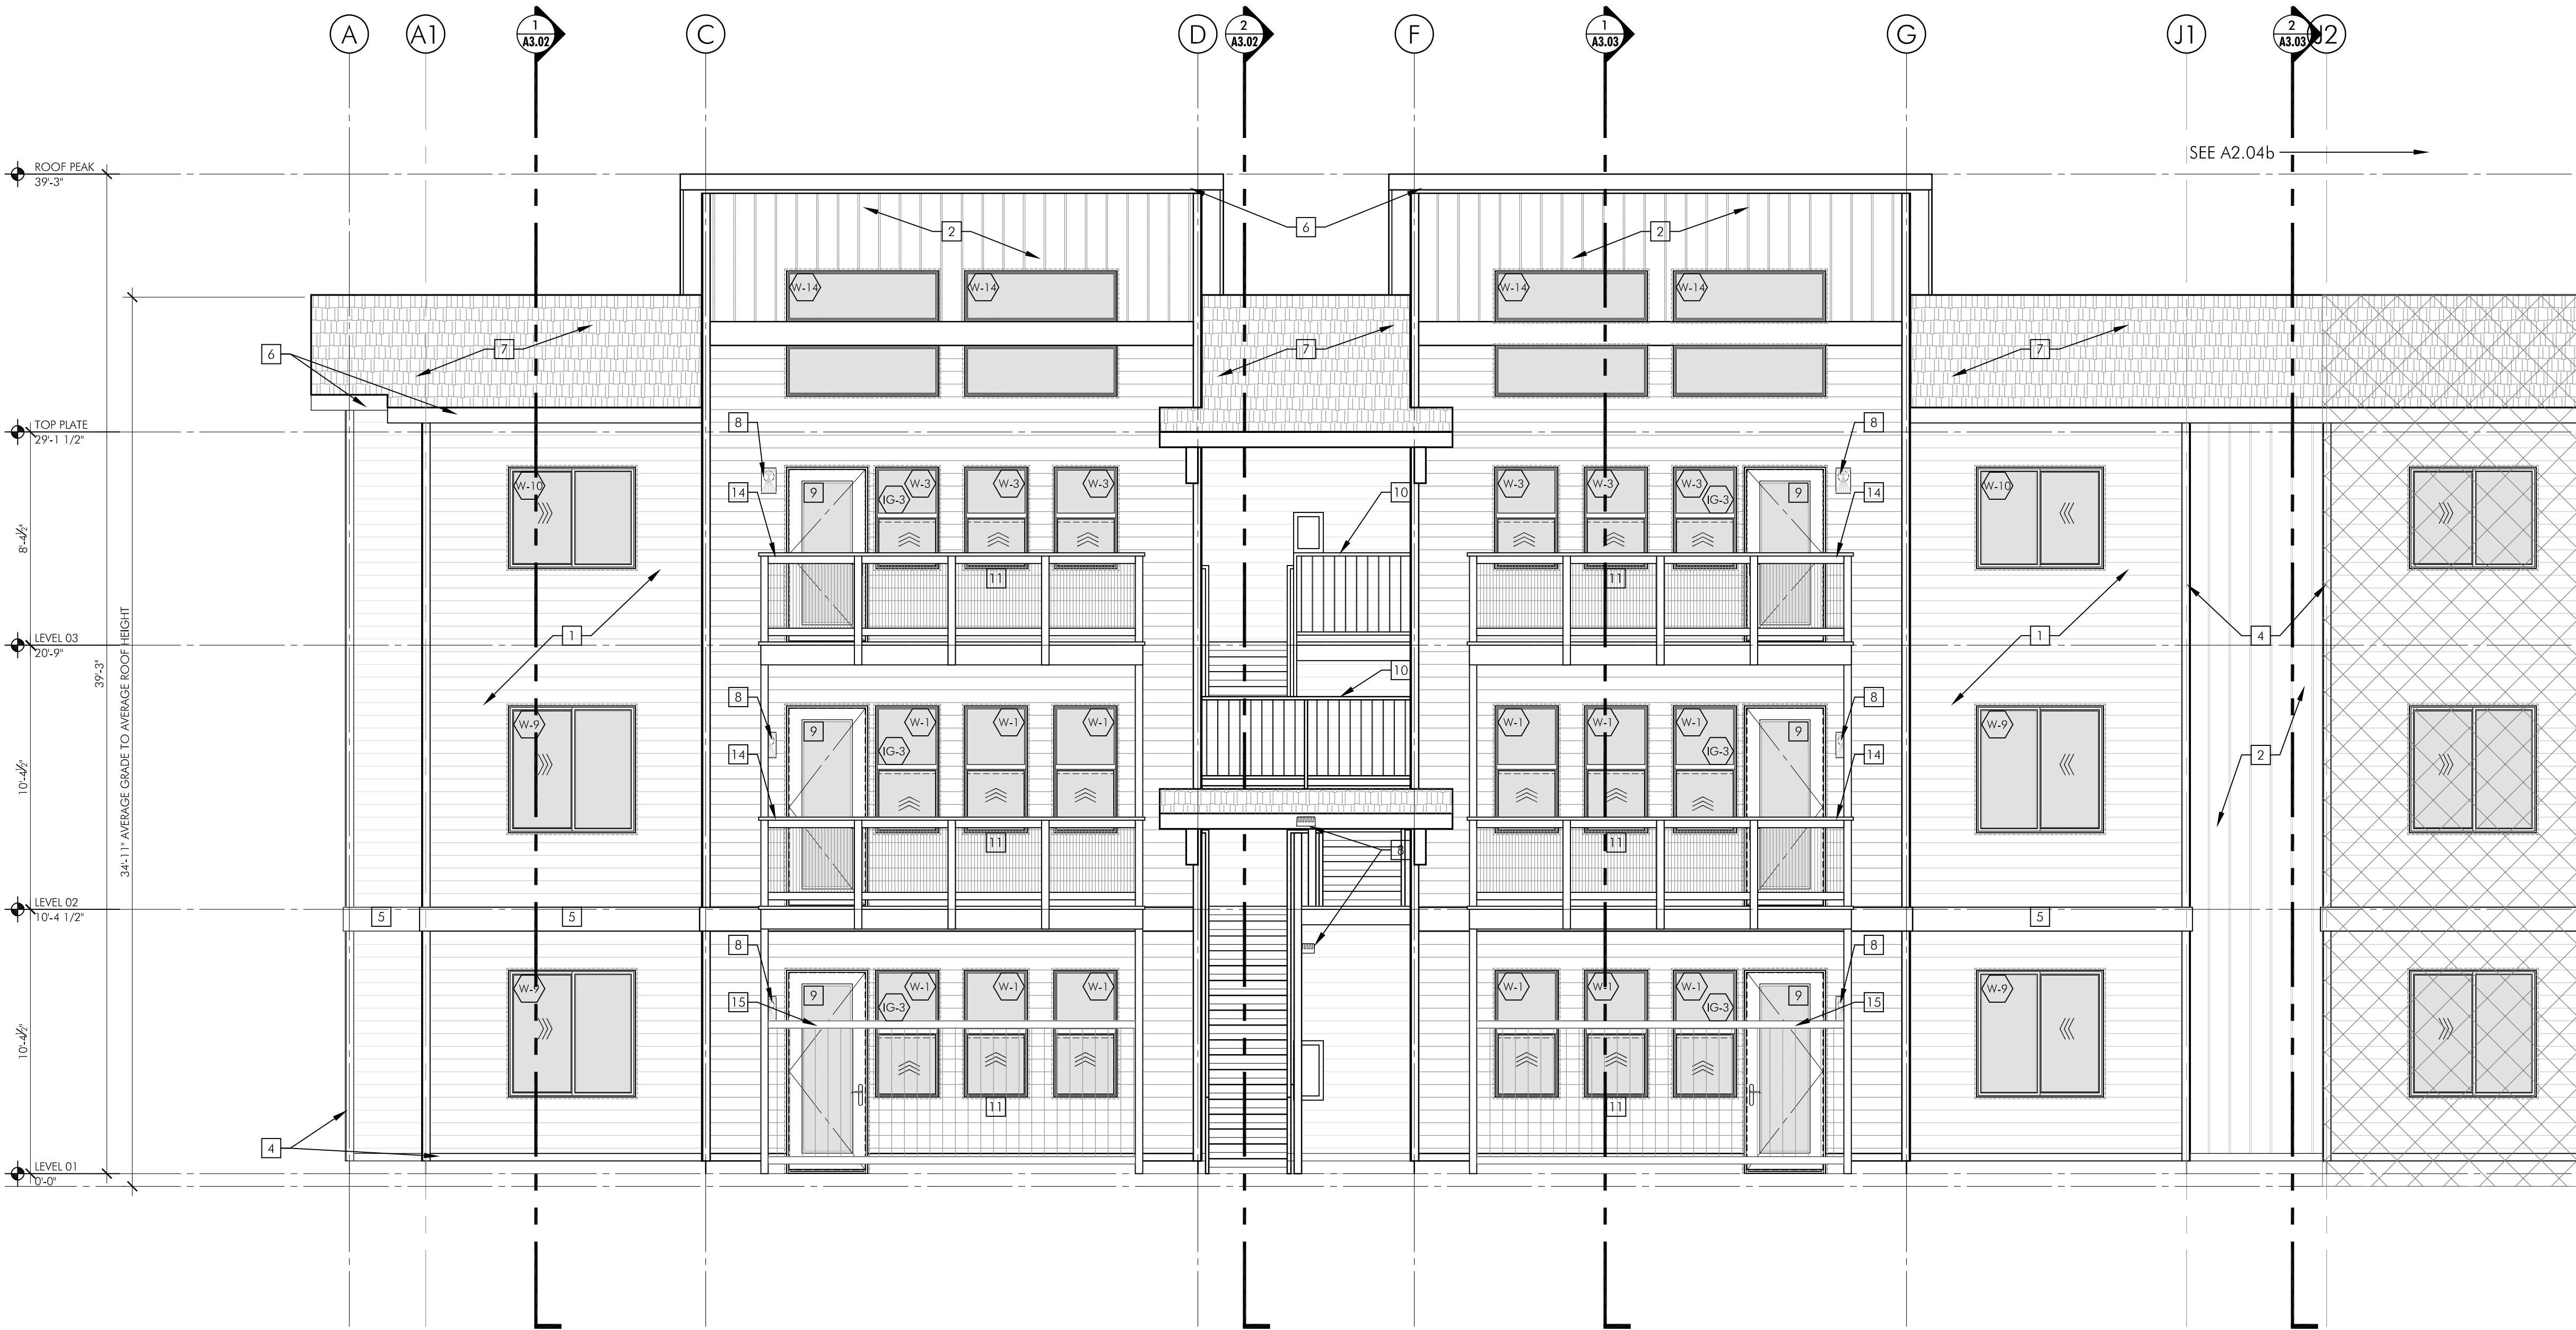 A
A1
1
A3.02
C
D
2
A3.02
F
1
A3.03
G
J1
2
A3.03
J2
SEE A2.04b
ROOF PEAK
39'-3"
2
6
2
W-14
W-14
W-14
W-14
6
7
7
7
TOP PLATE
29'-1 1/2"
8
8
W-10
9
W-3
W-3
W-3
W-3
W-3
W-3
9
W-10
14
IG-3
10
IG-3
14
8'-4½"
11
11
LEVEL 03
20'-9"
1
1
4
39'-3"
34'-11" AVERAGE GRADE TO AVERAGE ROOF HEIGHT
10
8
8
W-9
9
W-1
W-1
W-1
W-1
W-1
W-1
9
W-9
14
IG-3
IG-3
14
2
10'-4½"
11
8
11
LEVEL 02
10'-4 1/2"
5
5
5
8
8
W-9
9
W-1
W-1
W-1
W-1
W-1
W-1
9
W-9
15
IG-3
IG-3
15
10'-4½"
11
11
4
LEVEL 01
0'-0"